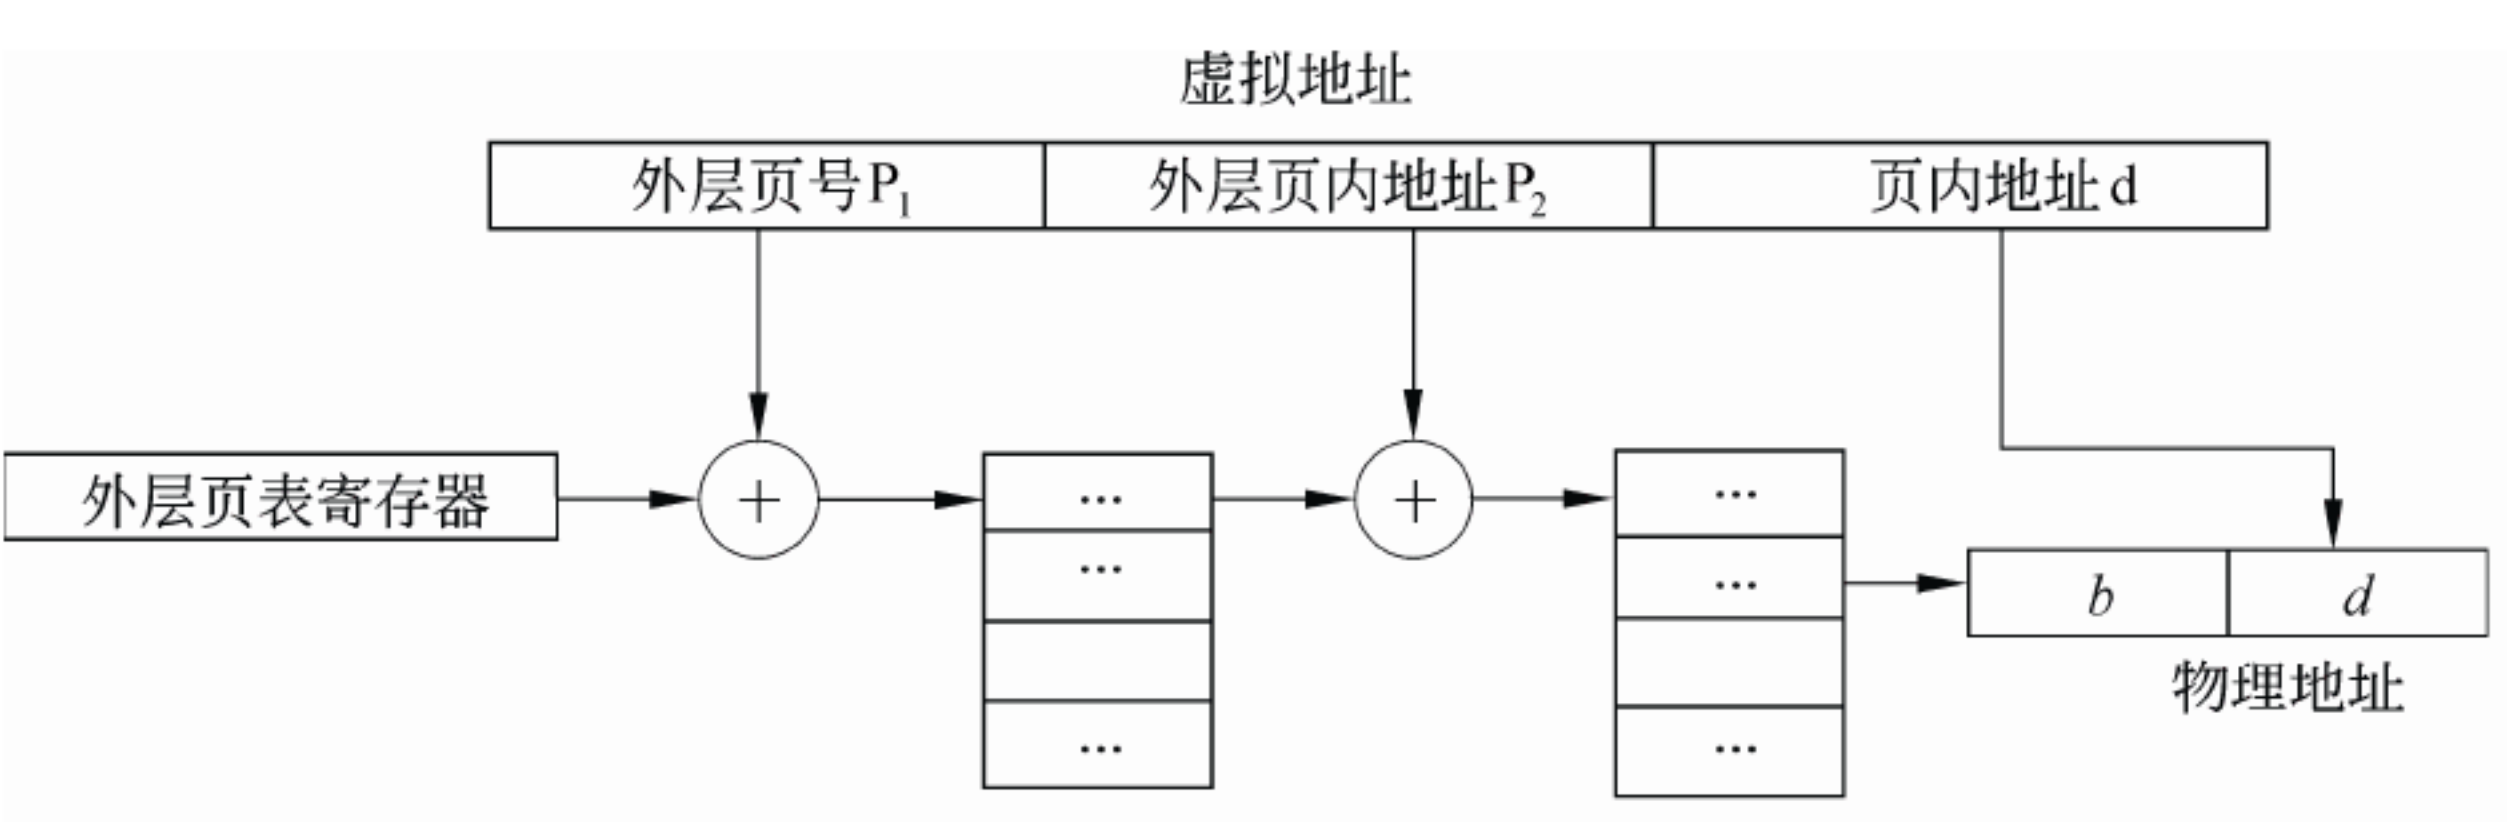 虚拟地址
外层页号P₁ 外层页内地址P₂ 页内地址d
外层页表寄存器 + ... + ...
...
...
b d
物理地址
... ...